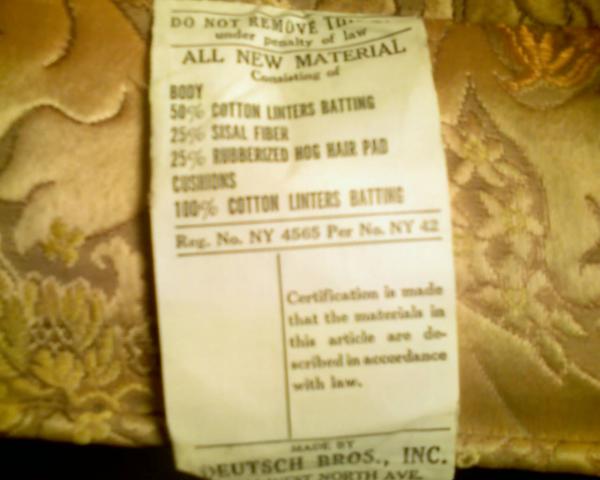 DO NOT REMOVE
under penalty of law
ALL NEW MATERIAL
Consisting of
BODY
50% COTTON LINTERS BATTING
25% SISAL FIBER
25% RUBBERIZED HOG HAIR PAD
CUSHIONS
100% COTTON LINTERS BATTING
Reg. No. NY 4565 Per No. NY 42
Certification is made
that the materials in
this article are de-
scribed in accordance
with law.
MADE BY
DEUTSCH BROS., INC.
NORTH AVE.